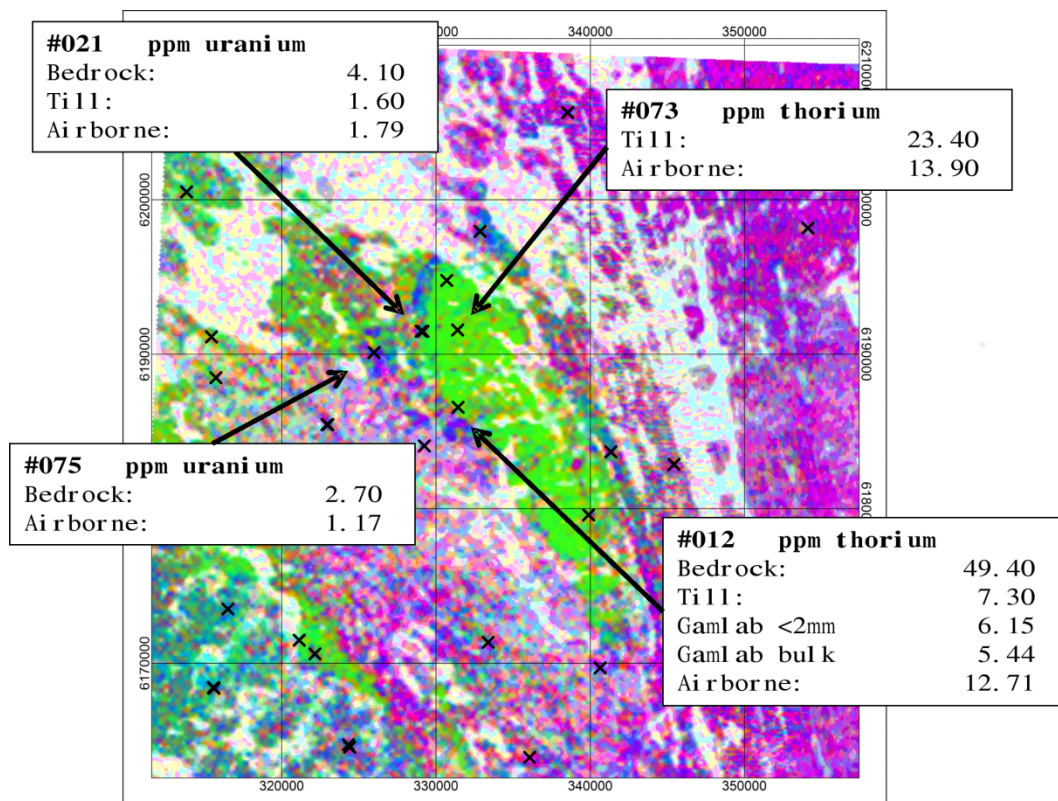 340000
350000
#021 ppm uranium
Bedrock: 4.10
Till: 1.60
Airborne: 1.79
#073 ppm thorium
Till: 23.40
Airborne: 13.90
6200000
6190000
6190000
#075 ppm uranium
Bedrock: 2.70
Airborne: 1.17
#012 ppm thorium
Bedrock: 49.40
Till: 7.30
Gamlab <2mm 6.15
Gamlab bulk 5.44
Airborne: 12.71
6170000
320000
330000
340000
350000